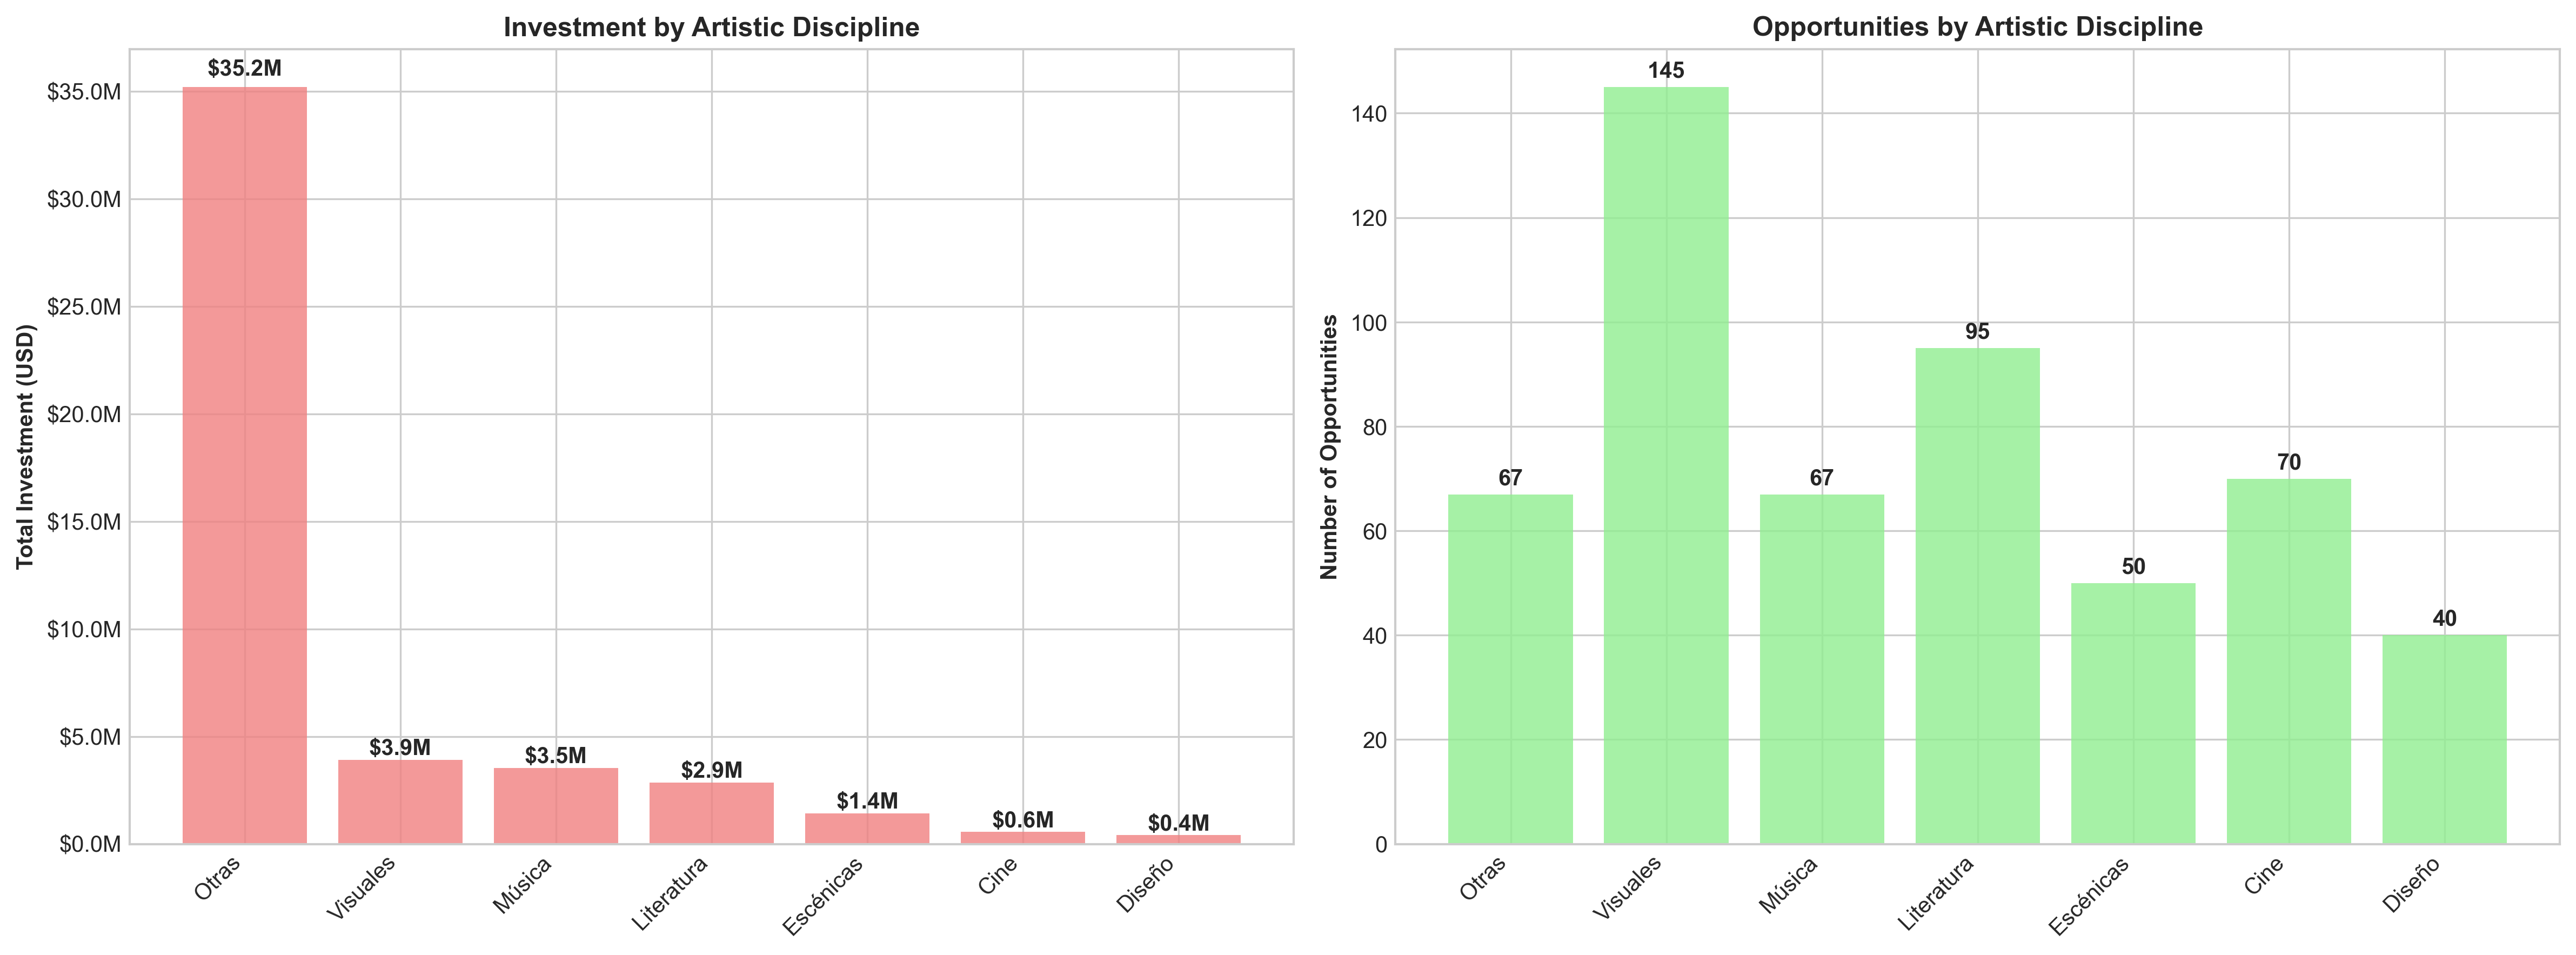 Investment by Artistic Discipline
Total Investment (USD)
$35.0M
$30.0M
$25.0M
$20.0M
$15.0M
$10.0M
$5.0M
$0.0M
$35.2M
$3.9M
$3.5M
$2.9M
$1.4M
$0.6M
$0.4M
Otras
Visuales
Música
Literatura
Escénicas
Cine
Diseño
Opportunities by Artistic Discipline
Number of Opportunities
140
120
100
80
60
40
20
0
67
145
67
95
50
70
40
Otras
Visuales
Música
Literatura
Escénicas
Cine
Diseño